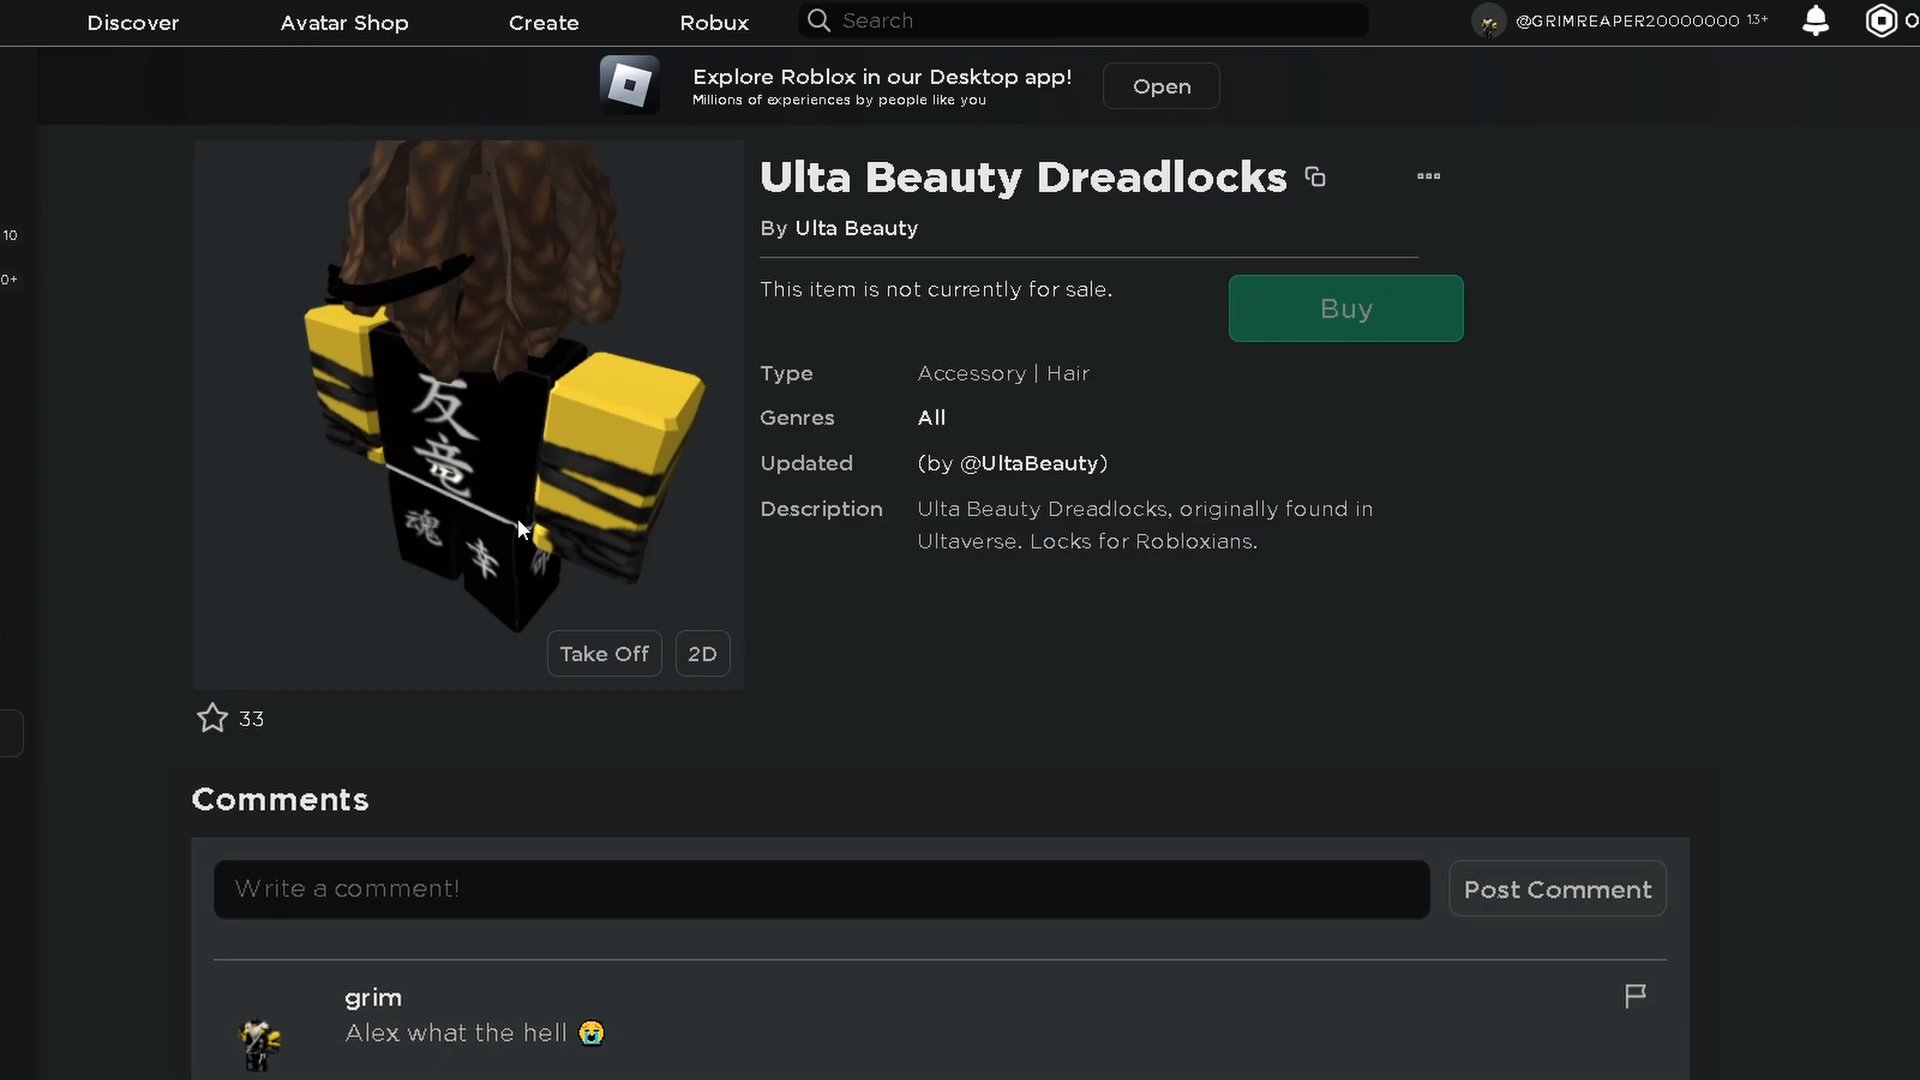 Discover Avatar Shop Create Robux Search @GRIMREAPER20000000 13+
Explore Roblox in our Desktop app!
Millions of experiences by people like you
Open
10
0+
Ulta Beauty Dreadlocks
By Ulta Beauty
This item is not currently for sale.
Buy
Type Accessory | Hair
Genres All
Updated (by @UltaBeauty)
Description Ulta Beauty Dreadlocks, originally found in
Ultaverse. Locks for Robloxians.
反
竜
魂
幸
Take Off 2D
33
Comments
Write a comment! Post Comment
grim
Alex what the hell 😭